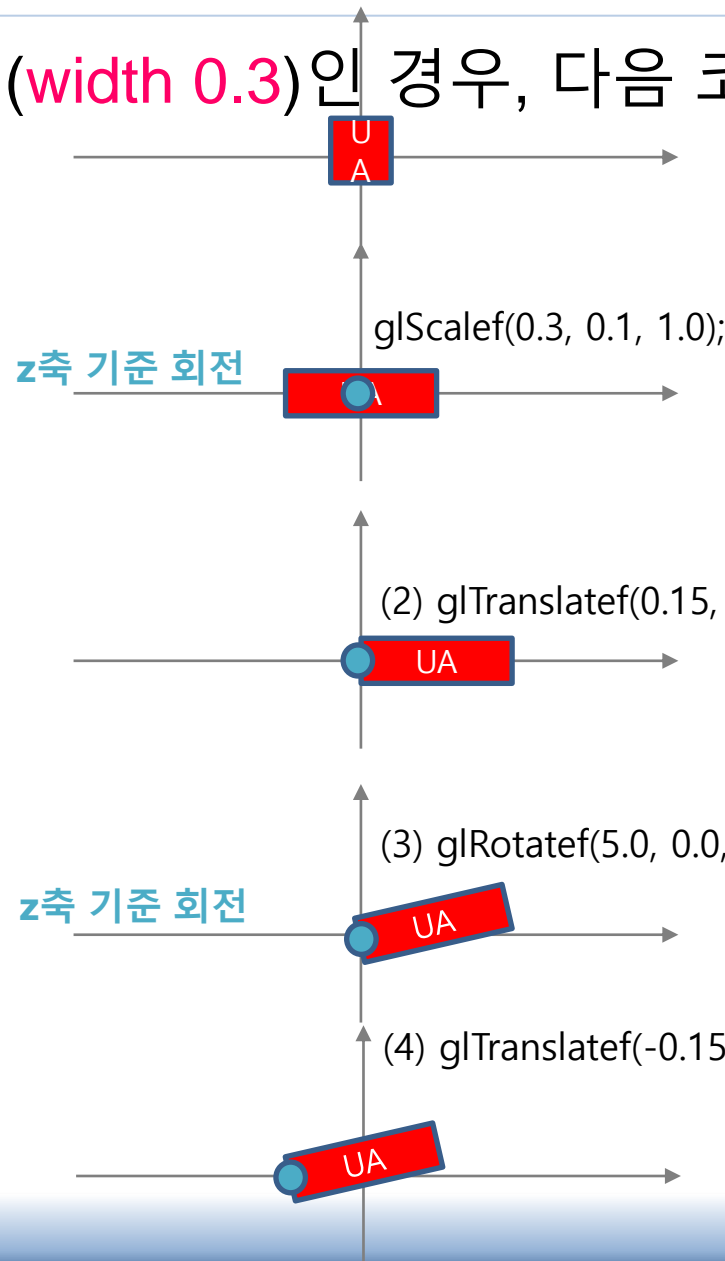 (width 0.3)인 경우, 다음
U
A
glScalef(0.3, 0.1, 1.0);
z축 기준 회전
(2) glTranslatef(0.15,
UA
(3) glRotatef(5.0, 0.0,
z축 기준 회전
UA
(4) glTranslatef(-0.15
UA